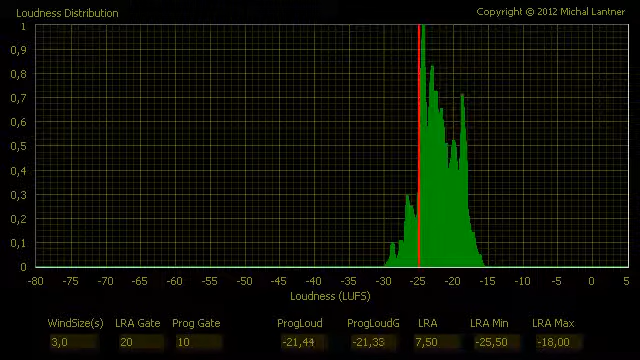 Loudness Distribution
Copyright © 2012 Michal Lantner
1
0,9
0,8
0,7
0,6
0,5
0,4
0,3
0,2
0,1
0
-80 -75 -70 -65 -60 -55 -50 -45 -40 -35 -30 -25 -20 -15 -10 -5 0 5
Loudness (LUFS)
WindSize(s) LRA Gate Prog Gate ProgLoud ProgLoudG LRA LRA Min LRA Max
3,0 20 10 -21,44 -21,33 7,50 -25,50 -18,00